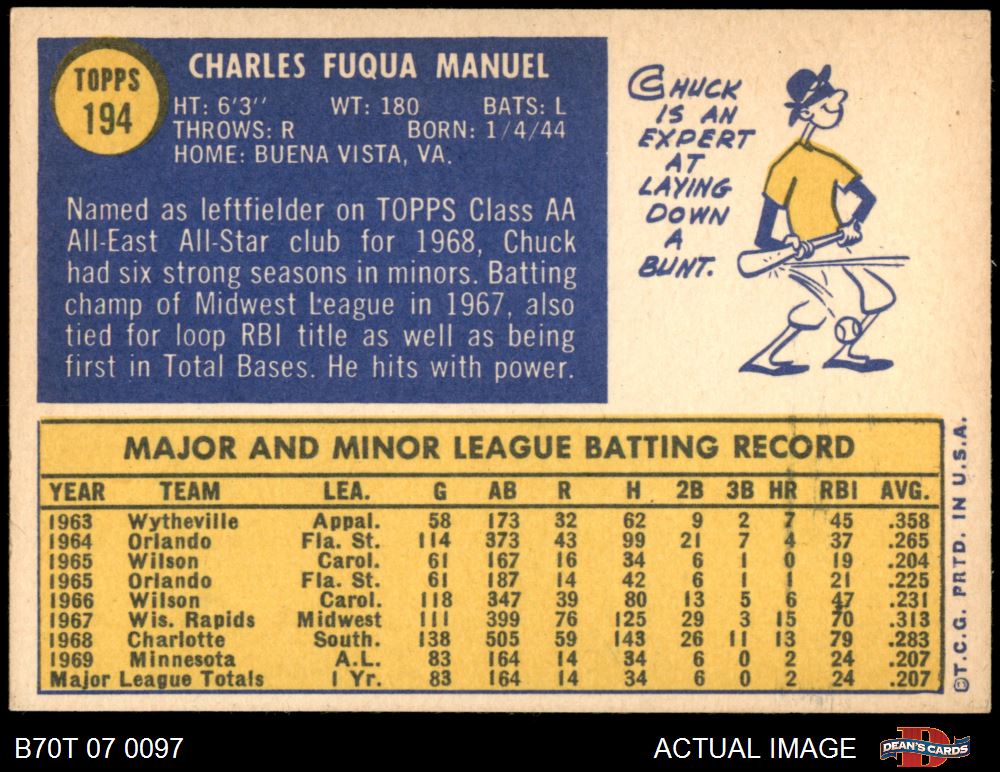 TOPPS
194
CHARLES FUQUA MANUEL
HT: 6'3" WT: 180 BATS: L
THROWS: R BORN: 1/4/44
HOME: BUENA VISTA, VA.
Named as leftfielder on TOPPS Class AA
All-East All-Star club for 1968, Chuck
had six strong seasons in minors. Batting
champ of Midwest League in 1967, also
tied for loop RBI title as well as being
first in Total Bases. He hits with power.
CHUCK
IS AN
EXPERT
AT
LAYING
DOWN
A
BUNT.
MAJOR AND MINOR LEAGUE BATTING RECORD
YEAR TEAM LEA. G AB R H 2B 3B HR RBI AVG.
1963 Wytheville Appal. 58 173 32 62 9 2 7 45 .358
1964 Orlando Fla. St. 114 373 43 99 21 7 4 37 .265
1965 Wilson Carol. 61 167 16 34 6 1 0 19 .204
1965 Orlando Fla. St. 61 187 14 42 6 1 1 21 .225
1966 Wilson Carol. 118 347 39 80 13 5 6 47 .231
1967 Wis. Rapids Midwest 111 399 76 125 29 3 15 70 .313
1968 Charlotte South. 138 505 59 143 26 11 13 79 .283
1969 Minnesota A.L. 83 164 14 34 6 0 2 24 .207
Major League Totals 1 Yr. 83 164 14 34 6 0 2 24 .207
©T.C.G. PRTD. IN U.S.A.
B70T 07 0097
ACTUAL IMAGE
DEAN'S CARDS